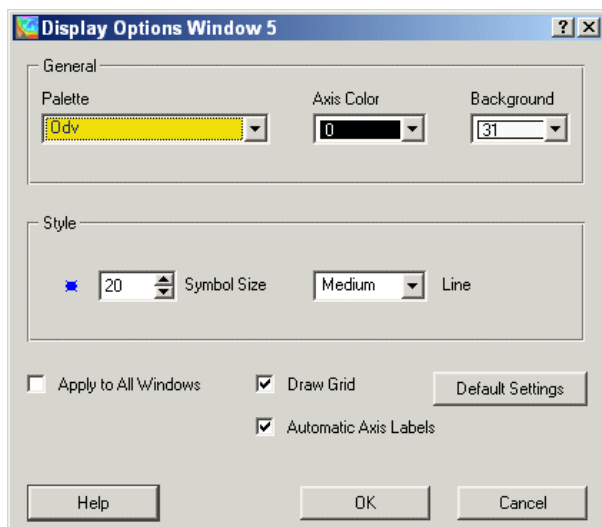 Display Options Window 5
General
Palette Axis Color Background
Odv 0 31
Style
20 Symbol Size Medium Line
Apply to All Windows Draw Grid Default Settings
Automatic Axis Labels
Help OK Cancel